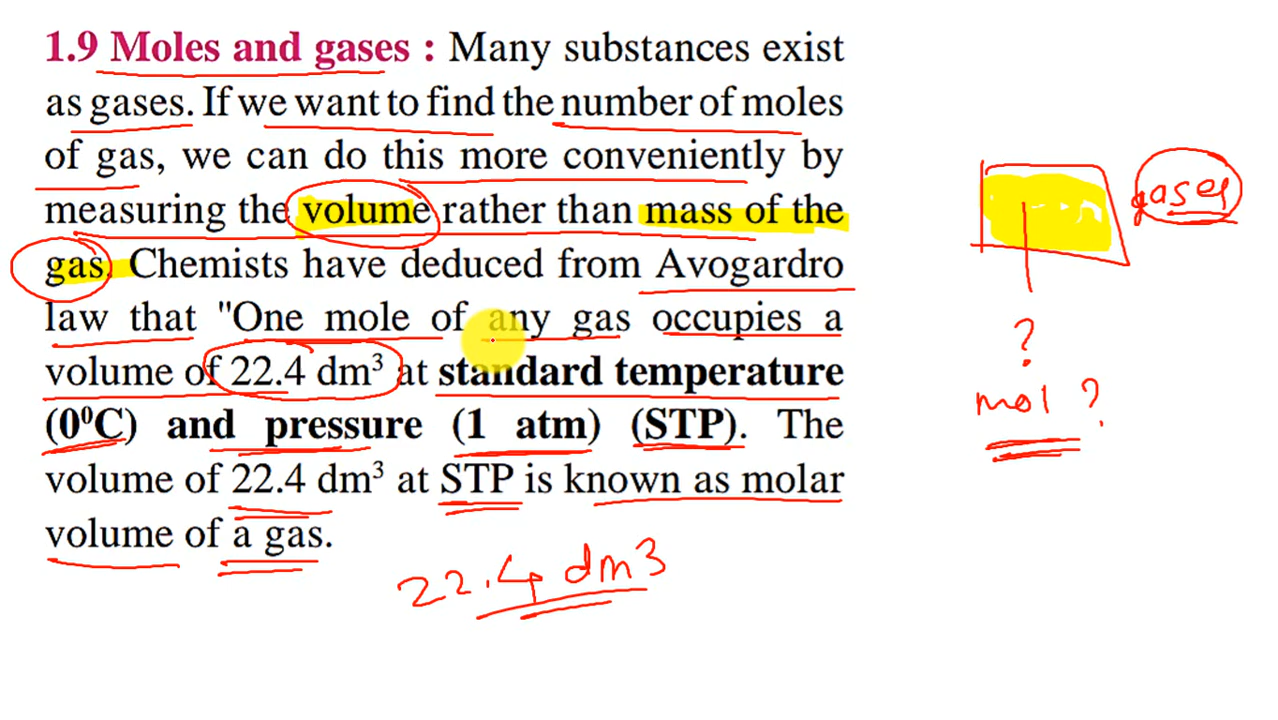 1.9 Moles and gases : Many substances exist
as gases. If we want to find the number of moles
of gas, we can do this more conveniently by
measuring the volume rather than mass of the
gas. Chemists have deduced from Avogardro
law that "One mole of any gas occupies a
volume of 22.4 dm³ at standard temperature
(0⁰C) and pressure (1 atm) (STP). The
volume of 22.4 dm³ at STP is known as molar
volume of a gas.
22.4 dm3
gases
?
mol ?